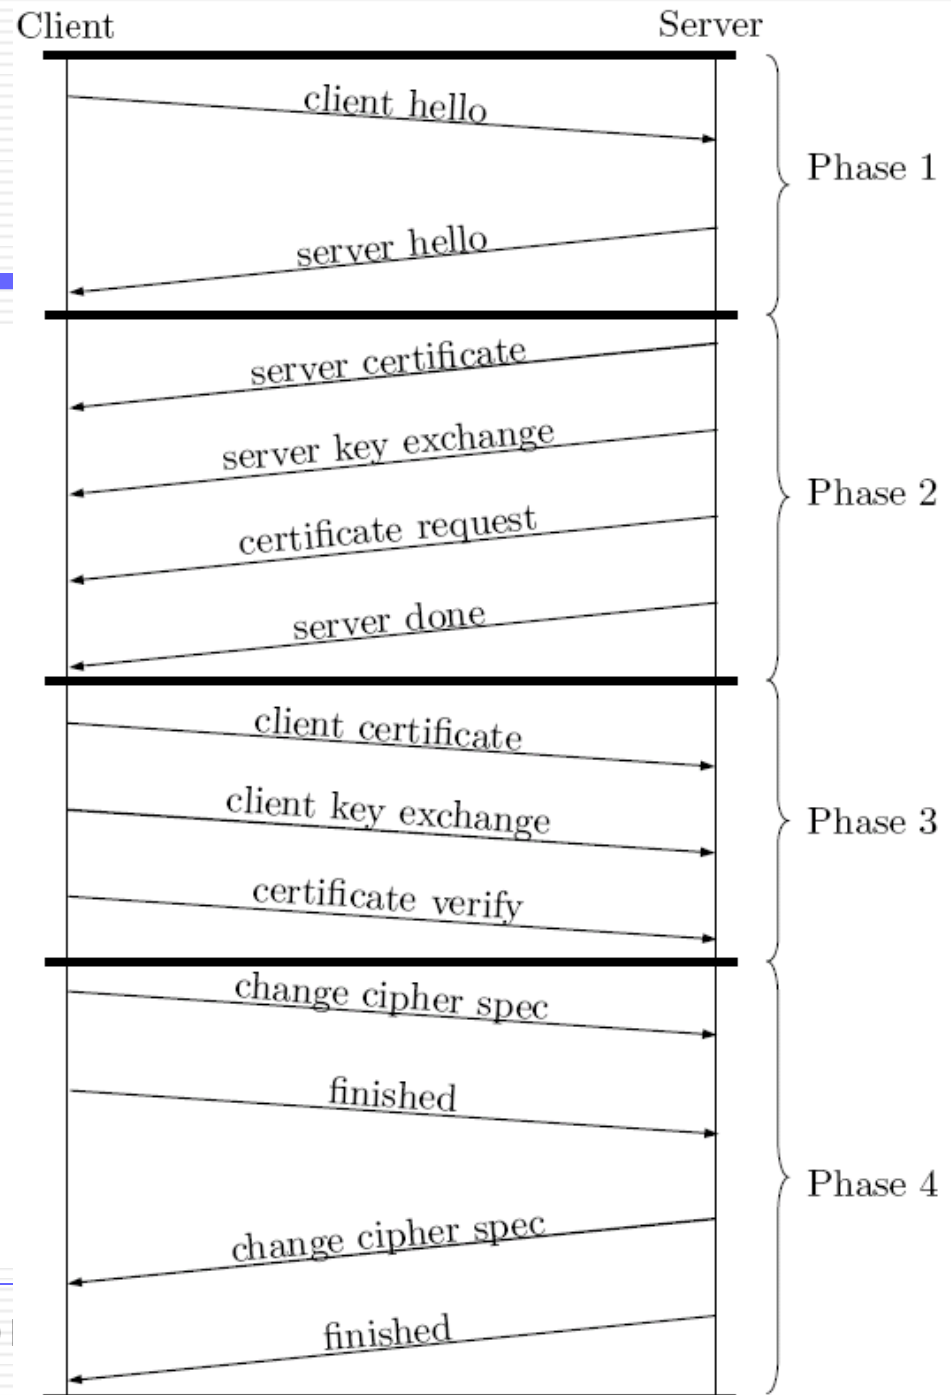 Client
Server
client hello
Phase 1
server hello
server certificate
server key exchange
Phase 2
certificate request
server done
client certificate
client key exchange
Phase 3
certificate verify
change cipher spec
finished
Phase 4
change cipher spec
finished